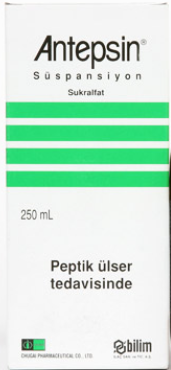 Antepsin®
Süspansiyon
Sukralfat
250 mL
Peptik ülser
tedavisinde
bilim
CHUGAI PHARMACEUTICAL CO., LTD.